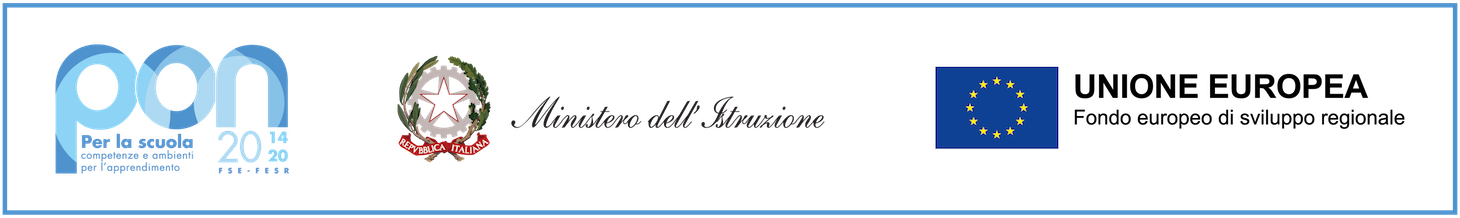 pon
Per la scuola
competenze e ambienti
per l'apprendimento
20 14
20
FSE-FESR
REPVBBLICA ITALIANA
Ministero dell'Istruzione
UNIONE EUROPEA
Fondo europeo di sviluppo regionale